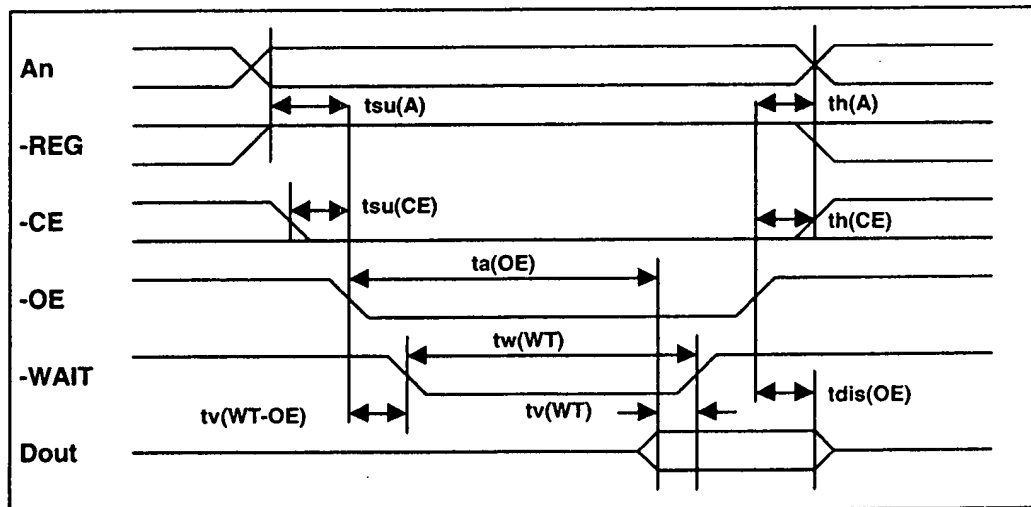 An
tsu(A)
th(A)
-REG
tsu(CE)
-CE
th(CE)
ta(OE)
-OE
tw(WT)
-WAIT
tdis(OE)
tv(WT-OE)
tv(WT)
Dout